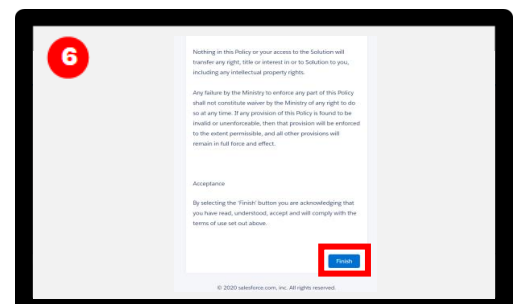 6
Nothing in this Policy or your access to the Solution will
transfer any right, title or interest in or to Solution to you,
including any intellectual property rights.
Any failure by the Ministry to enforce any part of this Policy
shall not constitute waiver by the Ministry of any right to do
so at any time. If any provision of this Policy is found to be
invalid or unenforceable, then that provision will be enforced
to the extent permissible, and all other provisions will
remain in full force and effect.
Acceptance
By selecting the 'Finish' button you are acknowledging that
you have read, understood, accept and will comply with the
terms of use set out above.
Finish
© 2020 salesforce.com, inc. All rights reserved.